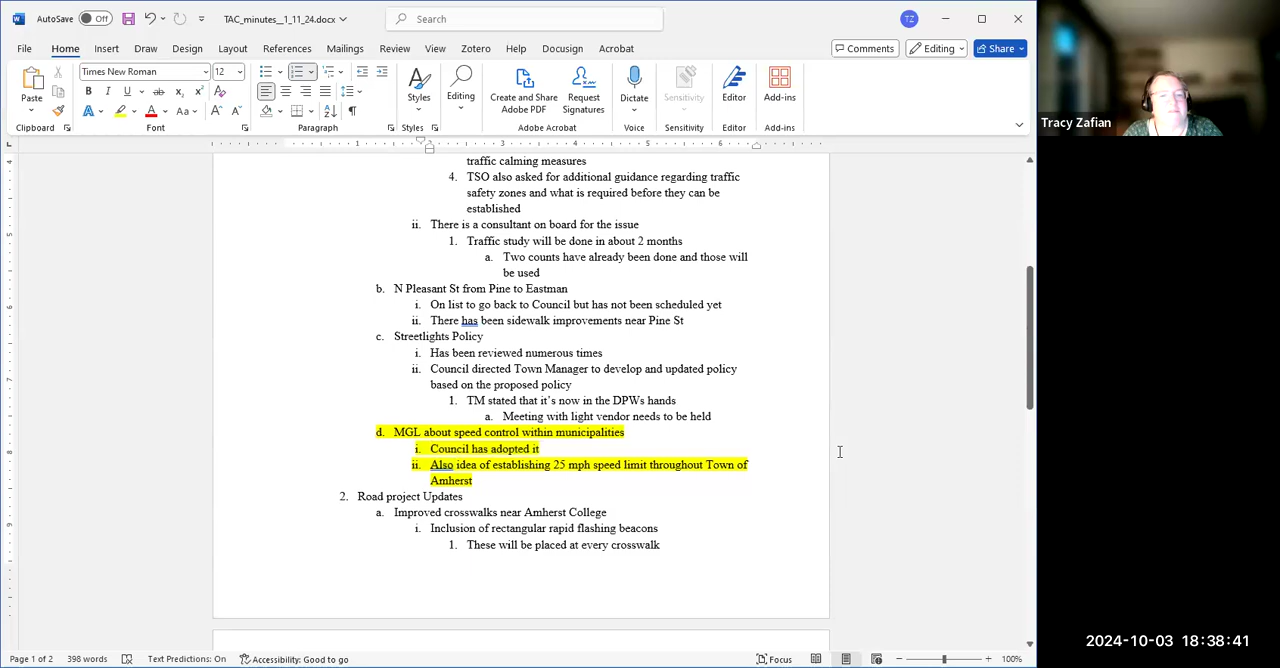 AutoSave Off TAC_minutes__1_11_24.docx Search TZ
File Home Insert Draw Design Layout References Mailings Review View Zotero Help Docusign Acrobat Comments Editing Share
Times New Roman 12
Paste Styles Editing Create and Share Adobe PDF Request Signatures Dictate Sensitivity Editor Add-ins
Clipboard Font Paragraph Styles Adobe Acrobat Voice Sensitivity Editor Add-ins
Tracy Zafian
traffic calming measures
4. TSO also asked for additional guidance regarding traffic
safety zones and what is required before they can be
established
ii. There is a consultant on board for the issue
1. Traffic study will be done in about 2 months
a. Two counts have already been done and those will
be used
b. N Pleasant St from Pine to Eastman
i. On list to go back to Council but has not been scheduled yet
ii. There has been sidewalk improvements near Pine St
c. Streetlights Policy
i. Has been reviewed numerous times
ii. Council directed Town Manager to develop and updated policy
based on the proposed policy
1. TM stated that it's now in the DPWs hands
a. Meeting with light vendor needs to be held
d. MGL about speed control within municipalities
i. Council has adopted it
ii. Also idea of establishing 25 mph speed limit throughout Town of
Amherst
2. Road project Updates
a. Improved crosswalks near Amherst College
i. Inclusion of rectangular rapid flashing beacons
1. These will be placed at every crosswalk
2024-10-03 18:38:41
Page 1 of 2 398 words Text Predictions: On Accessibility: Good to go Focus 100%